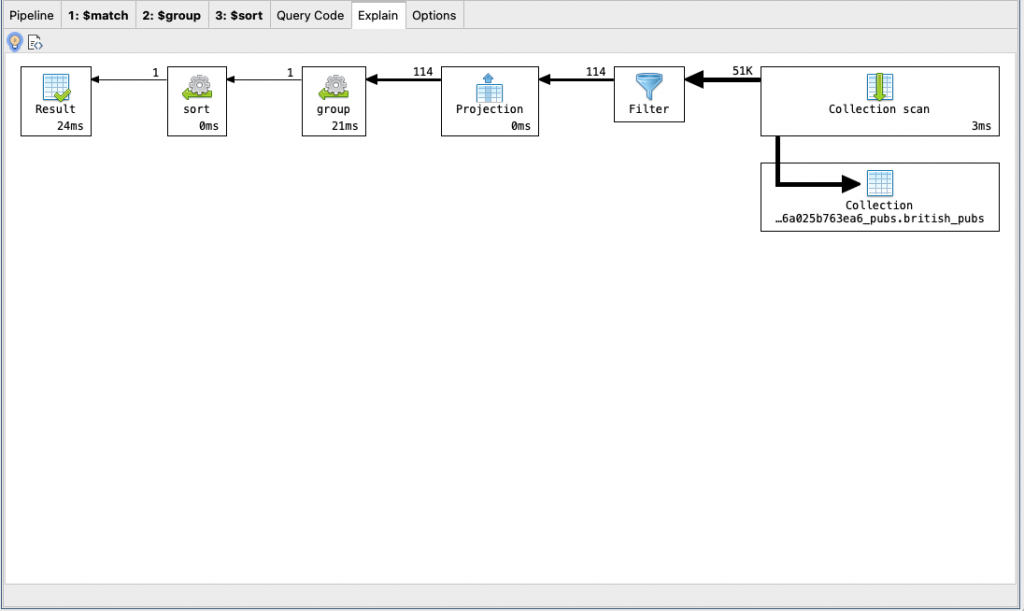 Pipeline 1: $match 2: $group 3: $sort Query Code Explain Options
1 1 114 114 51K
Result sort group Projection Filter Collection scan
24ms 0ms 21ms 0ms 3ms
Collection
…6a025b763ea6_pubs.british_pubs